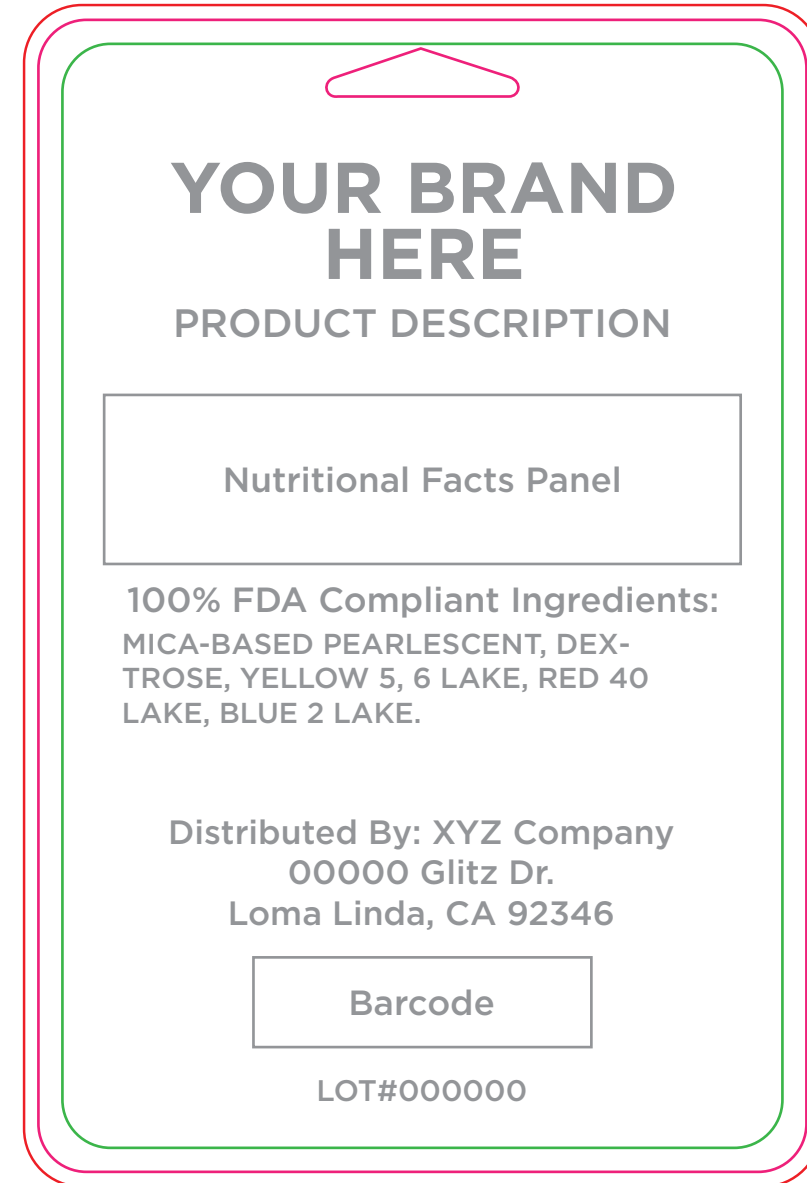 YOUR BRAND
HERE
PRODUCT DESCRIPTION
Nutritional Facts Panel
100% FDA Compliant Ingredients:
MICA-BASED PEARLESCENT, DEX-
TROSE, YELLOW 5, 6 LAKE, RED 40
LAKE, BLUE 2 LAKE.
Distributed By: XYZ Company
00000 Glitz Dr.
Loma Linda, CA 92346
Barcode
LOT#000000